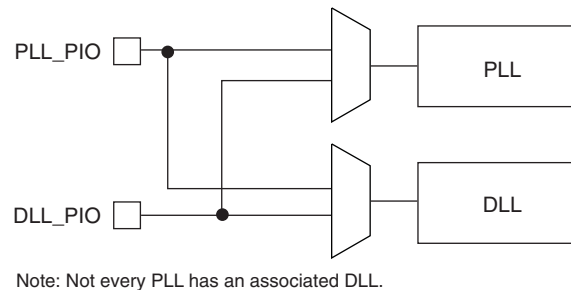 PLL_PIO
PLL
DLL_PIO
DLL
Note: Not every PLL has an associated DLL.